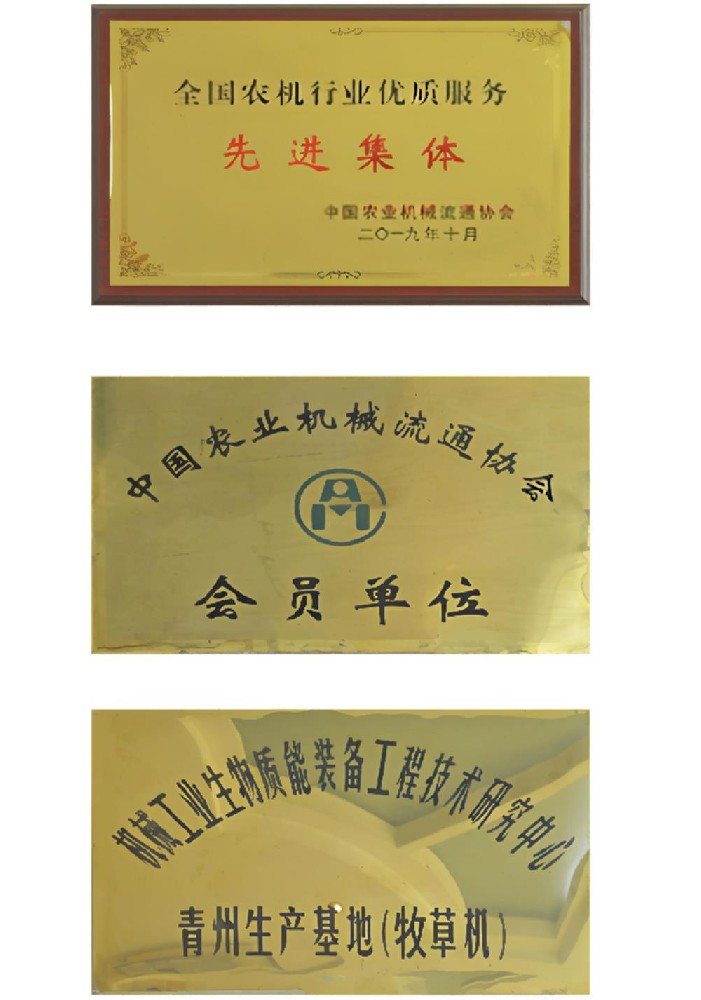 全国农机行业优质服务
先进集体
中国农业机械流通协会
二〇一九年十月
中国农业机械流通协会
会员单位
机械工业生物质能装备工程技术研究中心
青州生产基地(牧草机)